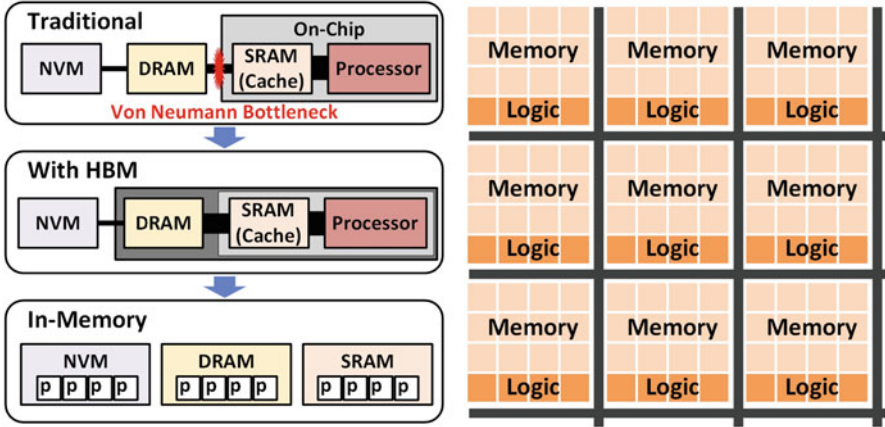 Traditional
On-Chip
NVM
DRAM
SRAM
(Cache)
Processor
Von Neumann Bottleneck
With HBM
NVM
DRAM
SRAM
(Cache)
Processor
In-Memory
NVM
p p p p
DRAM
p p p p
SRAM
p p p p
Memory Memory Memory
Logic Logic Logic
Memory Memory Memory
Logic Logic Logic
Memory Memory Memory
Logic Logic Logic